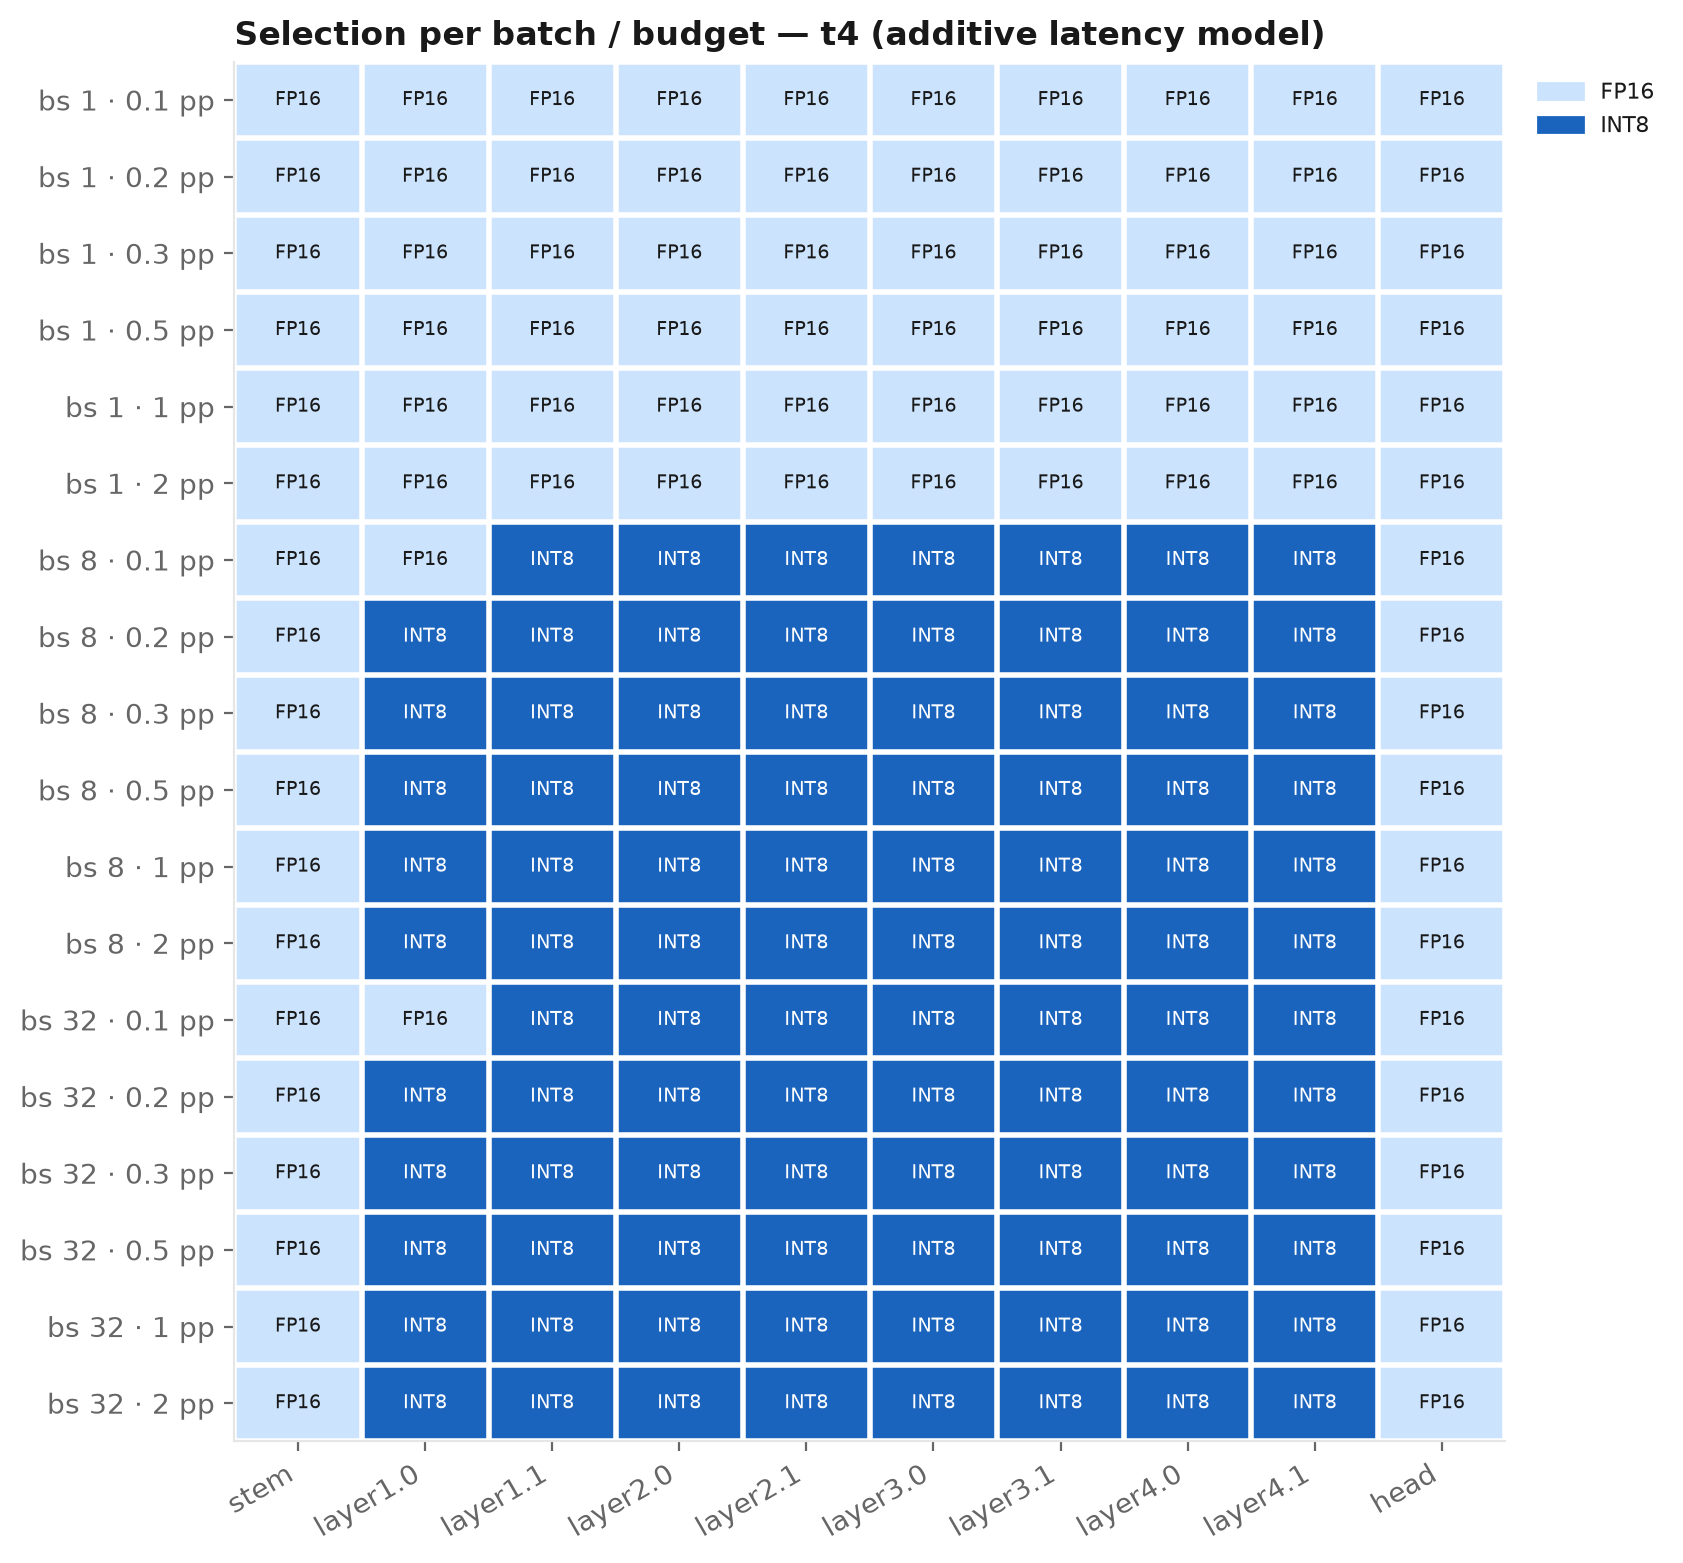 Selection per batch / budget — t4 (additive latency model)
FP16
INT8
bs 1 · 0.1 pp FP16 FP16 FP16 FP16 FP16 FP16 FP16 FP16 FP16 FP16
bs 1 · 0.2 pp FP16 FP16 FP16 FP16 FP16 FP16 FP16 FP16 FP16 FP16
bs 1 · 0.3 pp FP16 FP16 FP16 FP16 FP16 FP16 FP16 FP16 FP16 FP16
bs 1 · 0.5 pp FP16 FP16 FP16 FP16 FP16 FP16 FP16 FP16 FP16 FP16
bs 1 · 1 pp FP16 FP16 FP16 FP16 FP16 FP16 FP16 FP16 FP16 FP16
bs 1 · 2 pp FP16 FP16 FP16 FP16 FP16 FP16 FP16 FP16 FP16 FP16
bs 8 · 0.1 pp FP16 FP16 INT8 INT8 INT8 INT8 INT8 INT8 INT8 FP16
bs 8 · 0.2 pp FP16 INT8 INT8 INT8 INT8 INT8 INT8 INT8 INT8 FP16
bs 8 · 0.3 pp FP16 INT8 INT8 INT8 INT8 INT8 INT8 INT8 INT8 FP16
bs 8 · 0.5 pp FP16 INT8 INT8 INT8 INT8 INT8 INT8 INT8 INT8 FP16
bs 8 · 1 pp FP16 INT8 INT8 INT8 INT8 INT8 INT8 INT8 INT8 FP16
bs 8 · 2 pp FP16 INT8 INT8 INT8 INT8 INT8 INT8 INT8 INT8 FP16
bs 32 · 0.1 pp FP16 FP16 INT8 INT8 INT8 INT8 INT8 INT8 INT8 FP16
bs 32 · 0.2 pp FP16 INT8 INT8 INT8 INT8 INT8 INT8 INT8 INT8 FP16
bs 32 · 0.3 pp FP16 INT8 INT8 INT8 INT8 INT8 INT8 INT8 INT8 FP16
bs 32 · 0.5 pp FP16 INT8 INT8 INT8 INT8 INT8 INT8 INT8 INT8 FP16
bs 32 · 1 pp FP16 INT8 INT8 INT8 INT8 INT8 INT8 INT8 INT8 FP16
bs 32 · 2 pp FP16 INT8 INT8 INT8 INT8 INT8 INT8 INT8 INT8 FP16
stem layer1.0 layer1.1 layer2.0 layer2.1 layer3.0 layer3.1 layer4.0 layer4.1 head